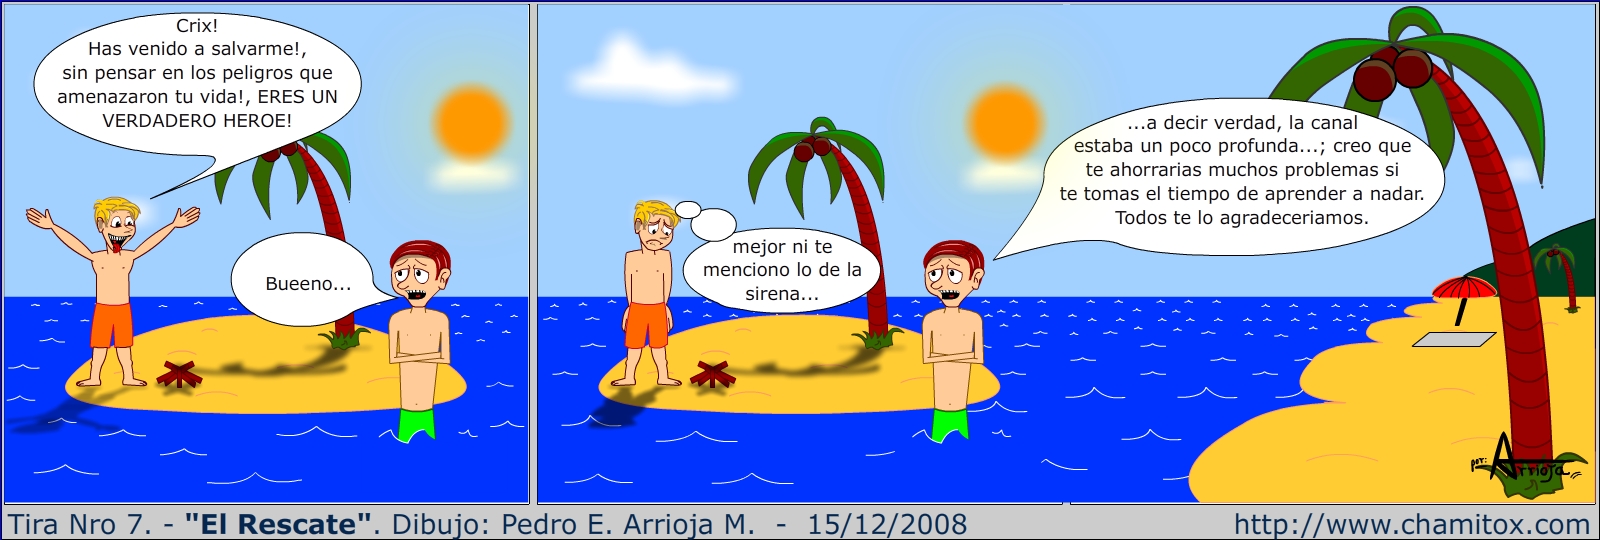 Crix!
Has venido a salvarme!,
sin pensar en los peligros que
amenazaron tu vida!, ERES UN
VERDADERO HEROE!
Bueeno...
mejor ni te
menciono lo de la
sirena...
...a decir verdad, la canal
estaba un poco profunda...; creo que
te ahorrarias muchos problemas si
te tomas el tiempo de aprender a nadar.
Todos te lo agradeceriamos.
por: Arrioja
Tira Nro 7. - "El Rescate". Dibujo: Pedro E. Arrioja M. - 15/12/2008
http://www.chamitox.com